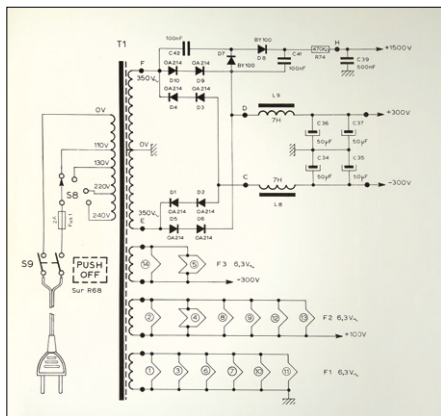 T1
F
350V
100nF
C42
OA214
OA214
D10
D9
D4
D3
OA214
OA214
D7
BY100
BY100
D8
C41
100nF
470K
R74
H
C39
500nF
+1500V
0V
110V
130V
220V
240V
S8
2A
Fus 1
S9
PUSH
OFF
Sur R68
0V
D
L9
7H
C36
50µF
C37
50µF
+300V
C34
50µF
C35
50µF
-300V
C
7H
L8
350V
E
D1
D2
OA214
OA214
D5
D6
OA214
OA214
14
5
F3 6,3V~
-300V
2
4
8
9
12
13
F2 6,3V~
+100V
1
3
6
7
10
11
F1 6,3V~